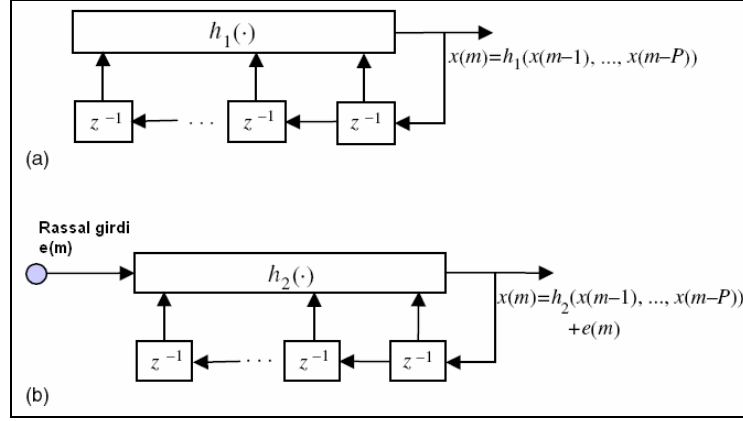 h₁(·)
x(m)=h₁(x(m–1), ..., x(m–P))
z⁻¹ . . . z⁻¹ z⁻¹
(a)
Rassal girdi
e(m)
h₂(·)
x(m)=h₂(x(m–1), ..., x(m–P))
+e(m)
z⁻¹ . . . z⁻¹ z⁻¹
(b)